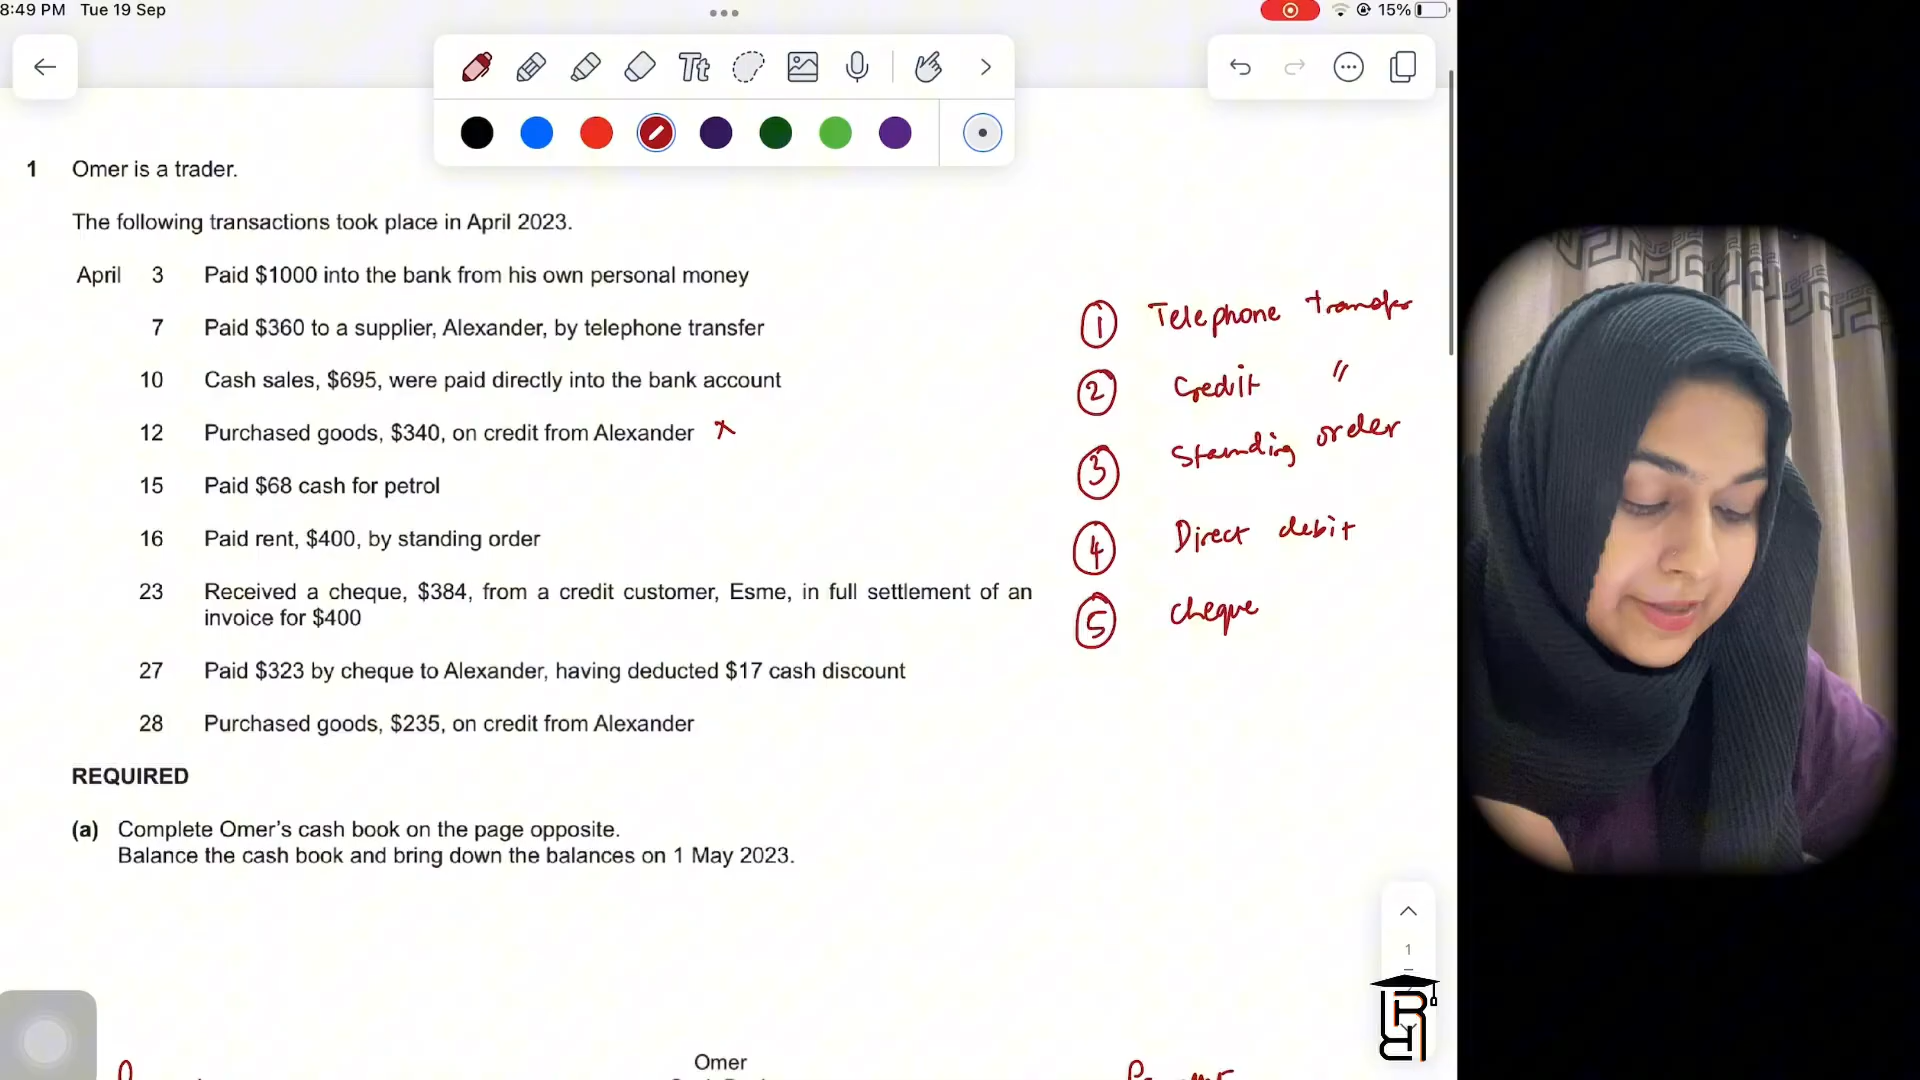 8:49 PM Tue 19 Sep
15%
Tt
1 Omer is a trader.
The following transactions took place in April 2023.
April 3 Paid $1000 into the bank from his own personal money
7 Paid $360 to a supplier, Alexander, by telephone transfer
10 Cash sales, $695, were paid directly into the bank account
12 Purchased goods, $340, on credit from Alexander x
15 Paid $68 cash for petrol
16 Paid rent, $400, by standing order
23 Received a cheque, $384, from a credit customer, Esme, in full settlement of an
invoice for $400
27 Paid $323 by cheque to Alexander, having deducted $17 cash discount
28 Purchased goods, $235, on credit from Alexander
REQUIRED
(a) Complete Omer's cash book on the page opposite.
Balance the cash book and bring down the balances on 1 May 2023.
1 Telephone transfer
2 Credit "
3 Standing order
4 Direct debit
5 cheque
1
Omer